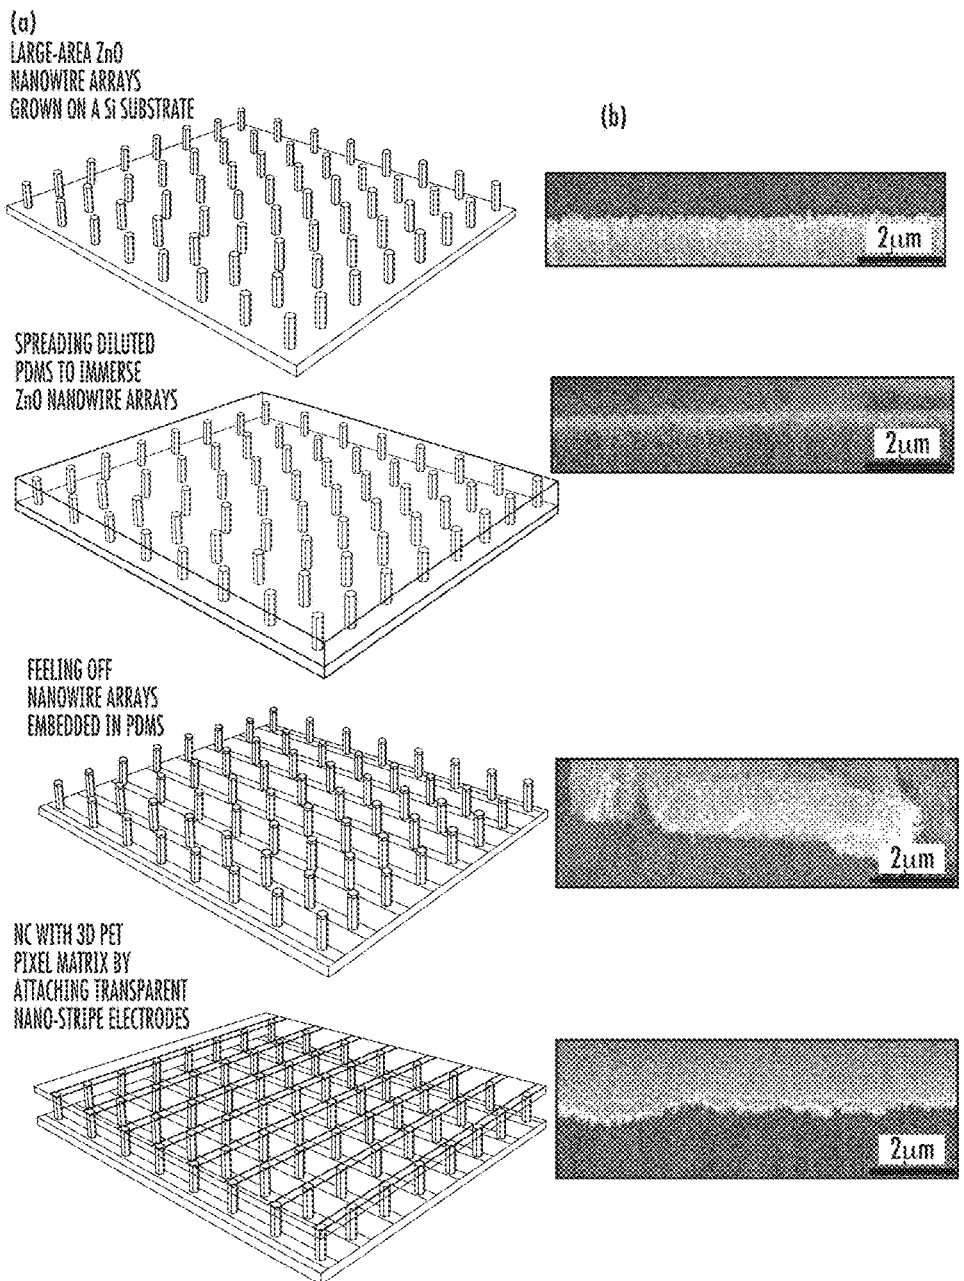 (a)
LARGE-AREA ZnO
NANOWIRE ARRAYS
GROWN ON A Si SUBSTRATE
(b)
2μm
SPREADING DILUTED
PDMS TO IMMERSE
ZnO NANOWIRE ARRAYS
2μm
FEELING OFF
NANOWIRE ARRAYS
EMBEDDED IN PDMS
2μm
NC WITH 3D PET
PIXEL MATRIX BY
ATTACHING TRANSPARENT
NANO-STRIPE ELECTRODES
2μm